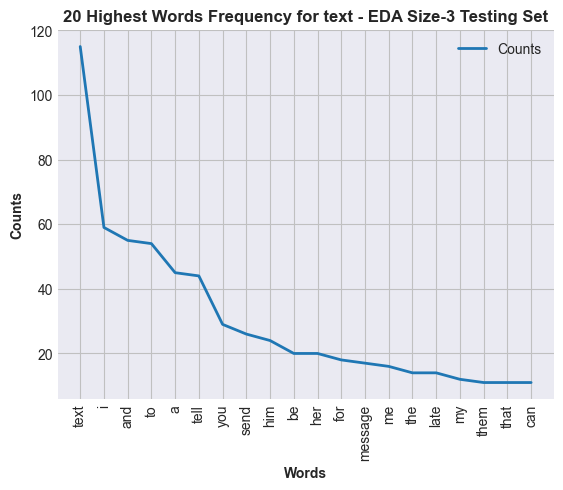 20 Highest Words Frequency for text - EDA Size-3 Testing Set
Counts
120
100
80
60
40
20
Counts
text
i
and
to
a
tell
you
send
him
be
her
for
message
me
the
late
my
them
that
can
Words